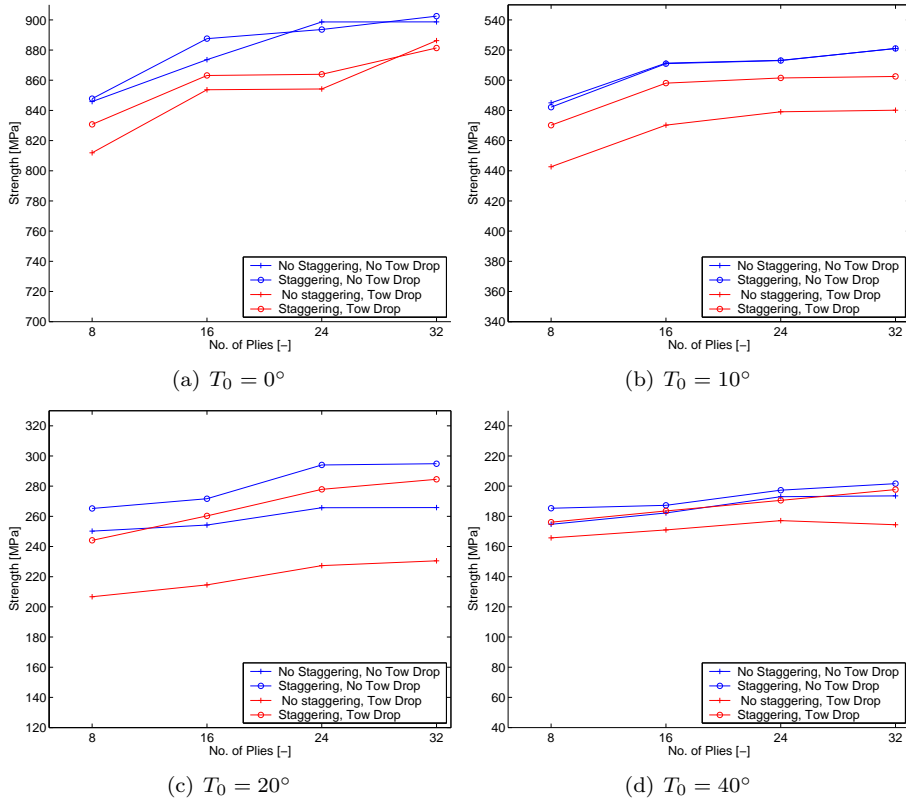 900
880
860
840
820
800
780
760
740
720
700
Strength [MPa]
8
16
24
32
No. of Plies [−]
No Staggering, No Tow Drop
Staggering, No Tow Drop
No staggering, Tow Drop
Staggering, Tow Drop
(a) T₀ = 0°
540
520
500
480
460
440
420
400
380
360
340
Strength [MPa]
8
16
24
32
No. of Plies [−]
No Staggering, No Tow Drop
Staggering, No Tow Drop
No staggering, Tow Drop
Staggering, Tow Drop
(b) T₀ = 10°
320
300
280
260
240
220
200
180
160
140
120
Strength [MPa]
8
16
24
32
No. of Plies [−]
No Staggering, No Tow Drop
Staggering, No Tow Drop
No staggering, Tow Drop
Staggering, Tow Drop
(c) T₀ = 20°
240
220
200
180
160
140
120
100
80
60
40
Strength [MPa]
8
16
24
32
No. of Plies [−]
No Staggering, No Tow Drop
Staggering, No Tow Drop
No staggering, Tow Drop
Staggering, Tow Drop
(d) T₀ = 40°